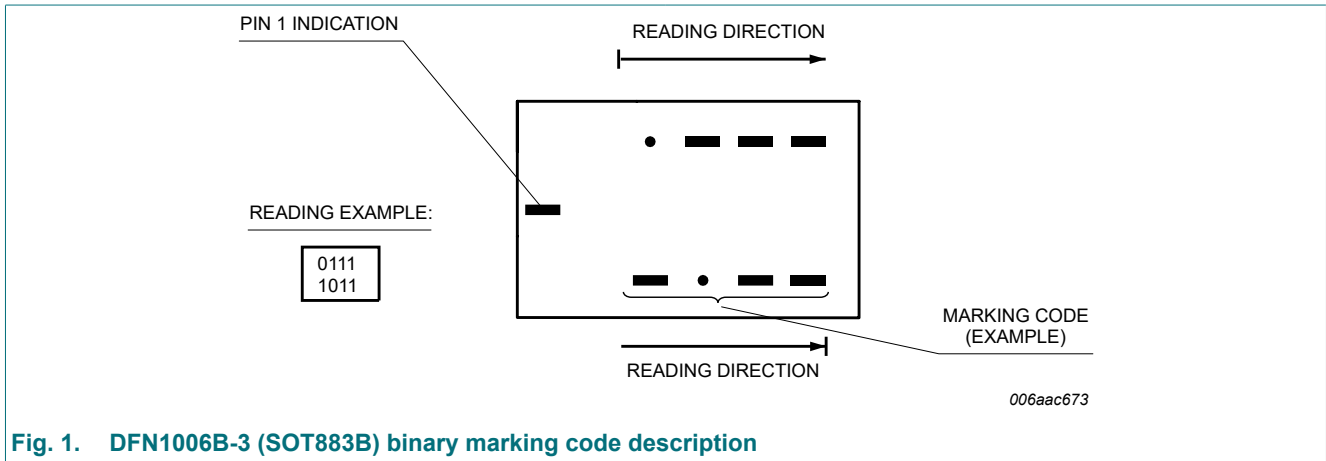 PIN 1 INDICATION
READING DIRECTION
READING EXAMPLE:
0111
1011
MARKING CODE
(EXAMPLE)
READING DIRECTION
006aac673
Fig. 1. DFN1006B-3 (SOT883B) binary marking code description